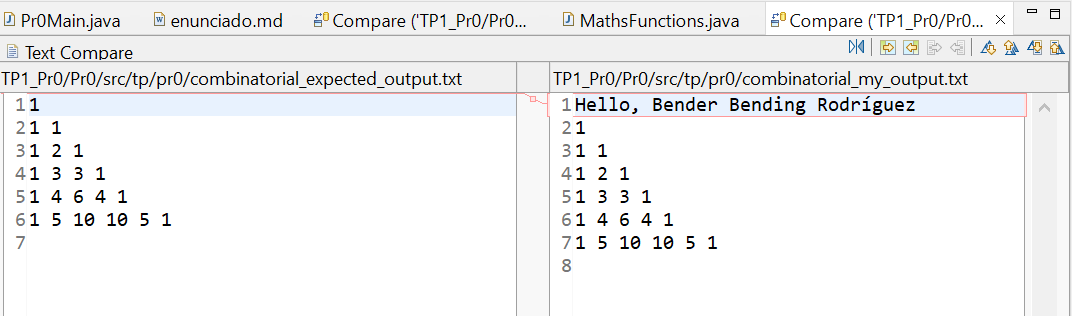 Pr0Main.java enunciado.md Compare ('TP1_Pr0/Pr0... MathsFunctions.java Compare ('TP1_Pr0/Pro...
Text Compare
TP1_Pr0/Pr0/src/tp/pr0/combinatorial_expected_output.txt
1 1
2 1 1
3 1 2 1
4 1 3 3 1
5 1 4 6 4 1
6 1 5 10 10 5 1
7
TP1_Pr0/Pr0/src/tp/pr0/combinatorial_my_output.txt
1 Hello, Bender Bending Rodríguez
2 1
3 1 1
4 1 2 1
5 1 3 3 1
6 1 4 6 4 1
7 1 5 10 10 5 1
8